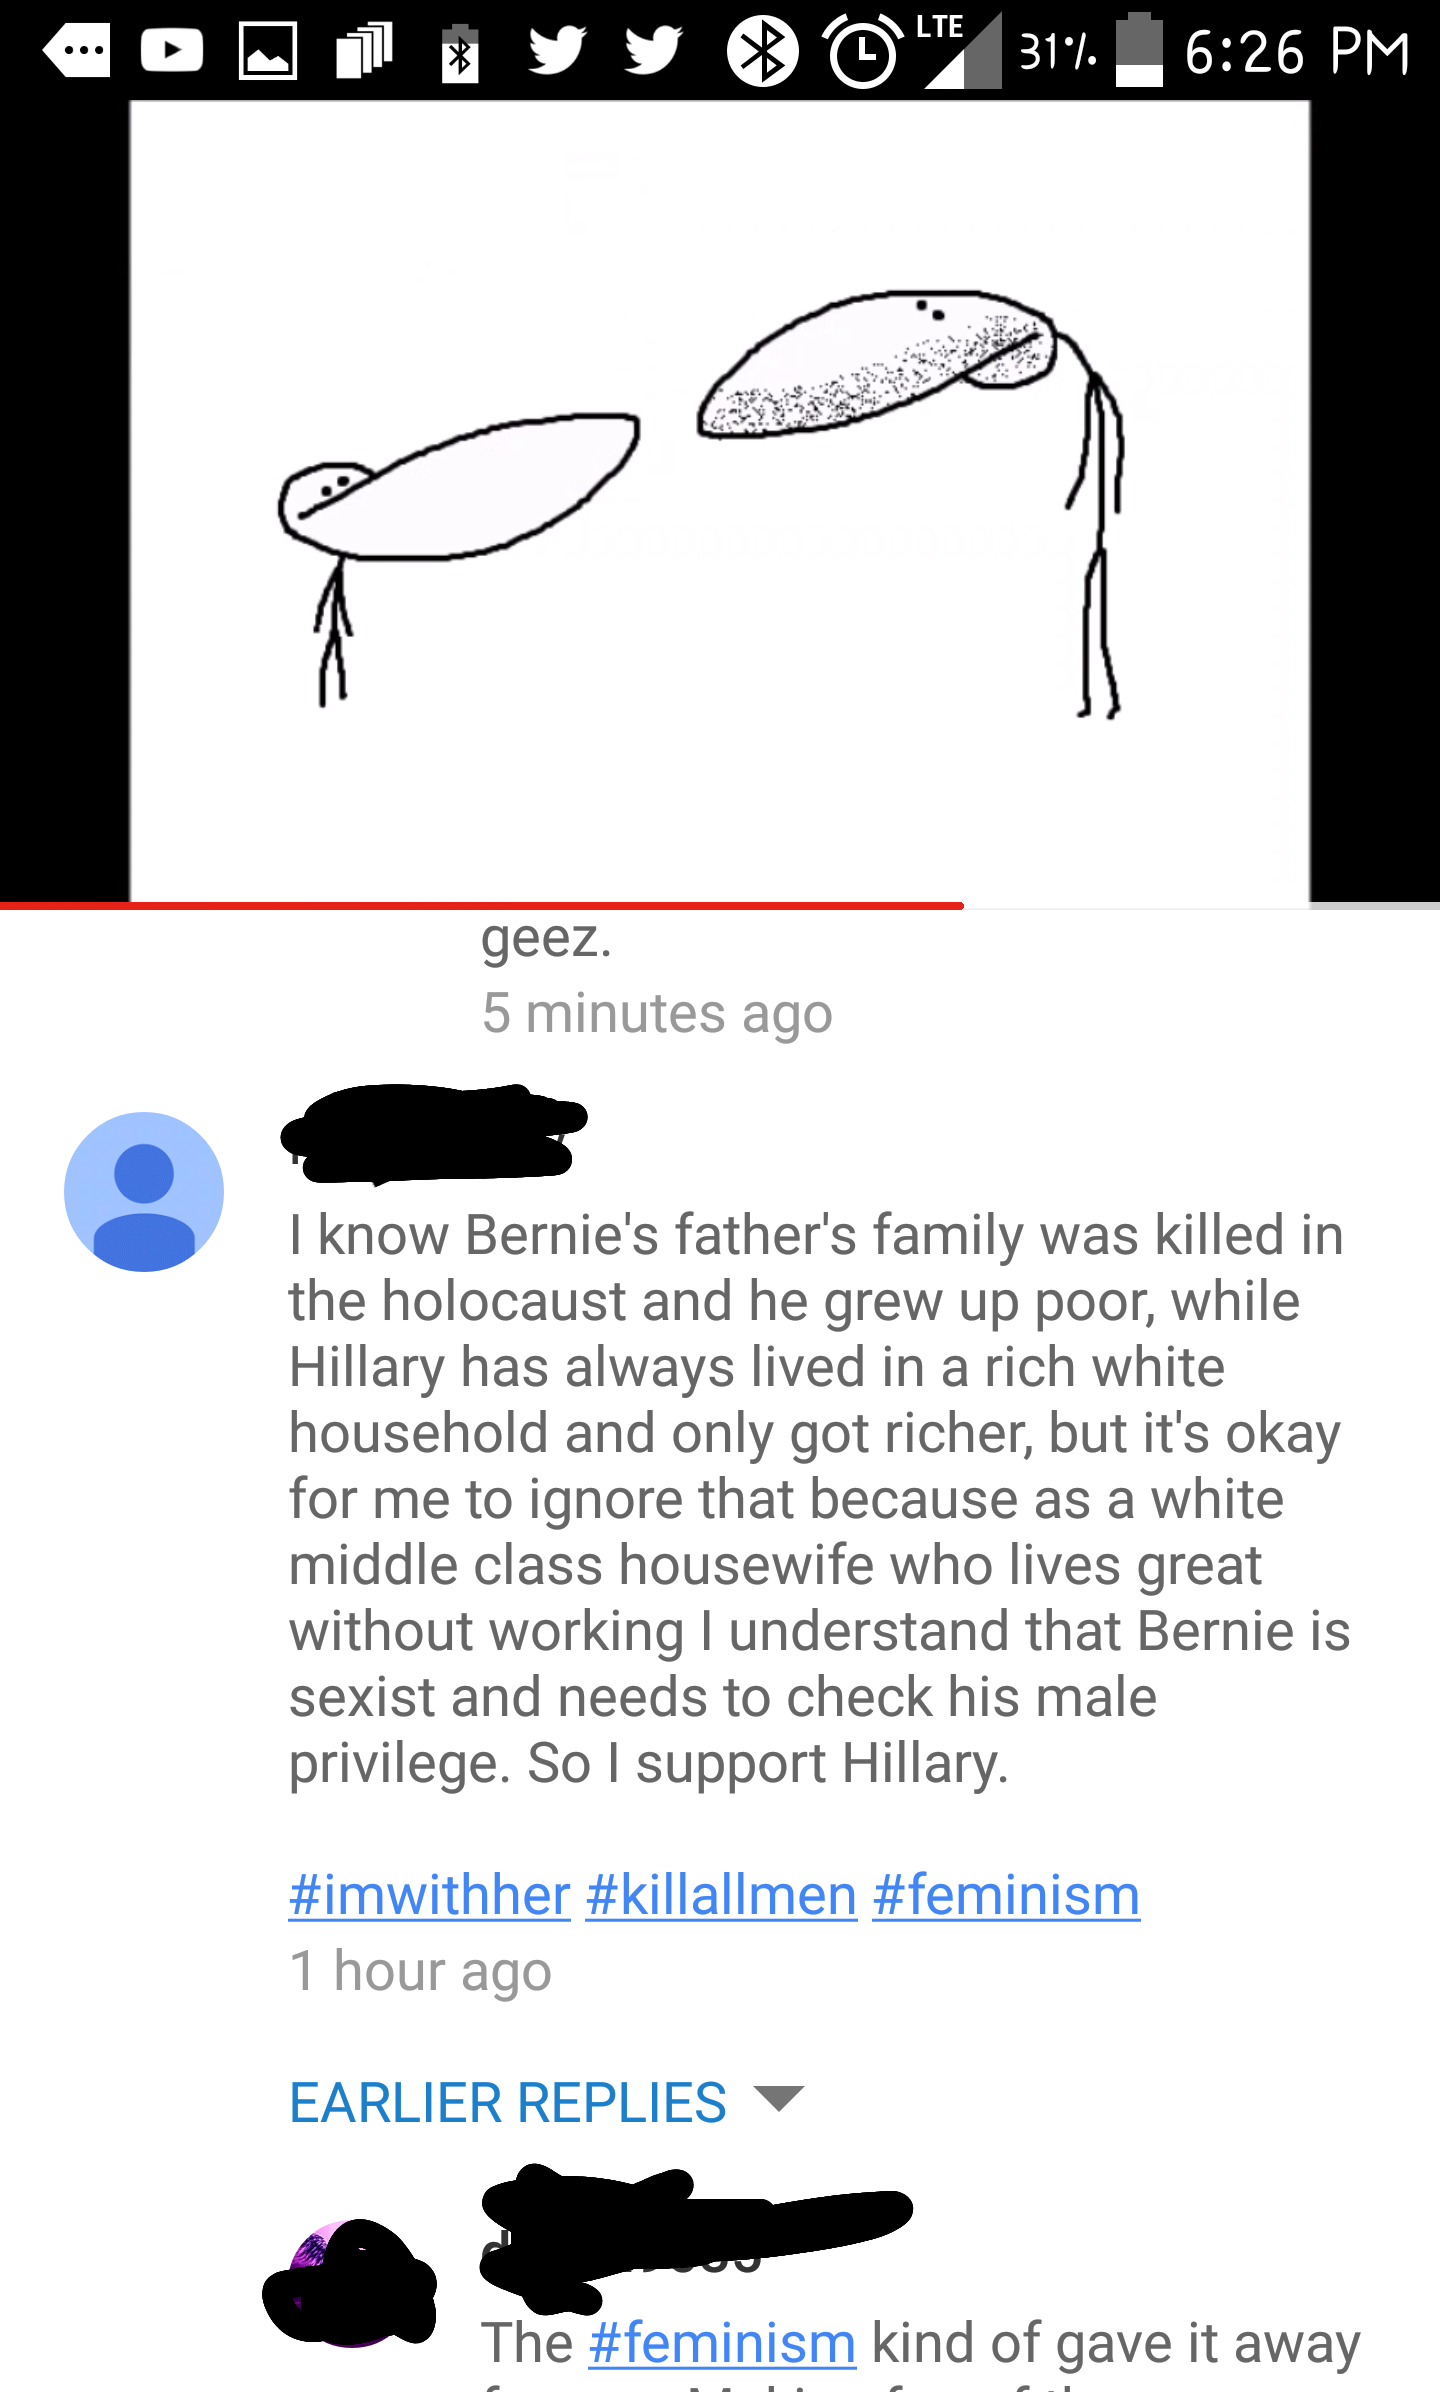 LTE 31% 6:26 PM
geez.
5 minutes ago
I know Bernie's father's family was killed in
the holocaust and he grew up poor, while
Hillary has always lived in a rich white
household and only got richer, but it's okay
for me to ignore that because as a white
middle class housewife who lives great
without working I understand that Bernie is
sexist and needs to check his male
privilege. So I support Hillary.
#imwithher #killallmen #feminism
1 hour ago
EARLIER REPLIES
The #feminism kind of gave it away